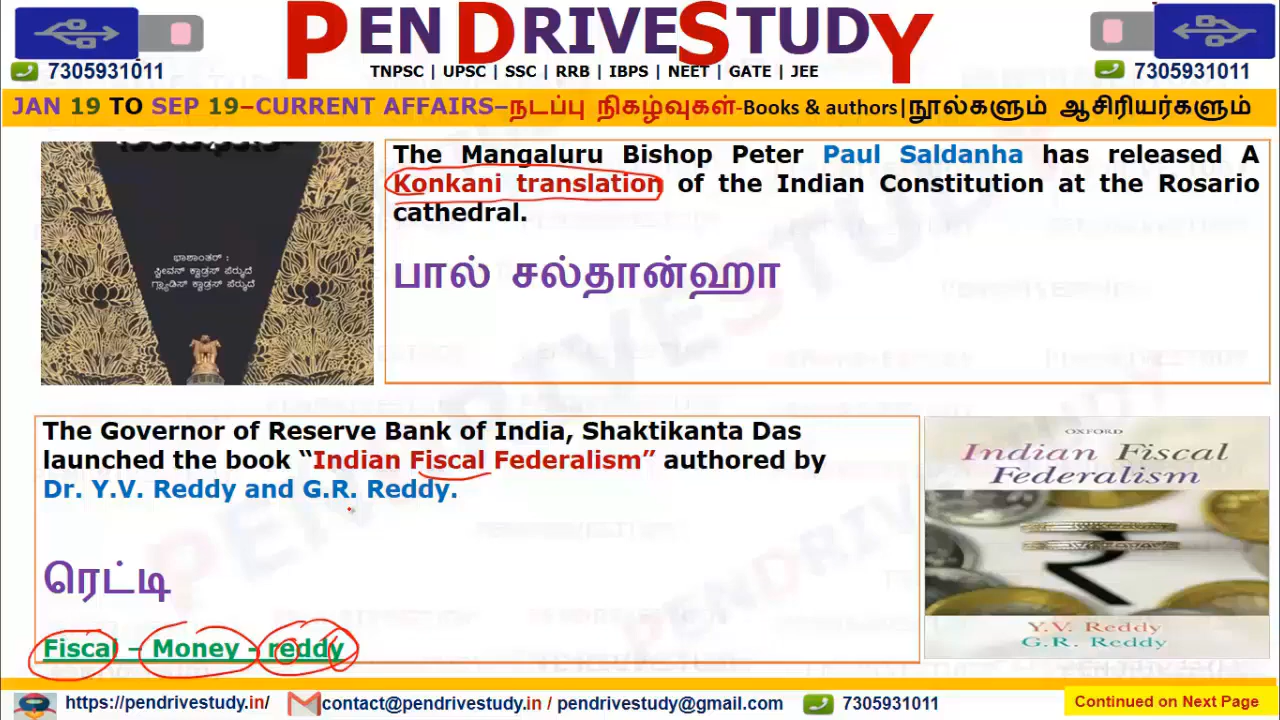 PENDRIVESTUDY
TNPSC | UPSC | SSC | RRB | IBPS | NEET | GATE | JEE
7305931011
7305931011
JAN 19 TO SEP 19–CURRENT AFFAIRS–நடப்பு நிகழ்வுகள்-Books & authors|நூல்களும் ஆசிரியர்களும்
ಭಾಶಾಂತರ್ :
ಸ್ಟೀವನ್ ಕ್ವಾಡ್ರಸ್ ಪೆರ್ಮುದೆ
ಗ್ಲ್ಯಾಡಿಸ್ ಕ್ವಾಡ್ರಸ್ ಪೆರ್ಮುದೆ
The Mangaluru Bishop Peter Paul Saldanha has released A
Konkani translation of the Indian Constitution at the Rosario
cathedral.
பால் சல்தான்ஹா
The Governor of Reserve Bank of India, Shaktikanta Das
launched the book “Indian Fiscal Federalism” authored by
Dr. Y.V. Reddy and G.R. Reddy.
ரெட்டி
Fiscal – Money - reddy
OXFORD
Indian Fiscal
Federalism
Y.V. Reddy
G.R. Reddy
https://pendrivestudy.in/
contact@pendrivestudy.in / pendrivestudy@gmail.com
7305931011
Continued on Next Page